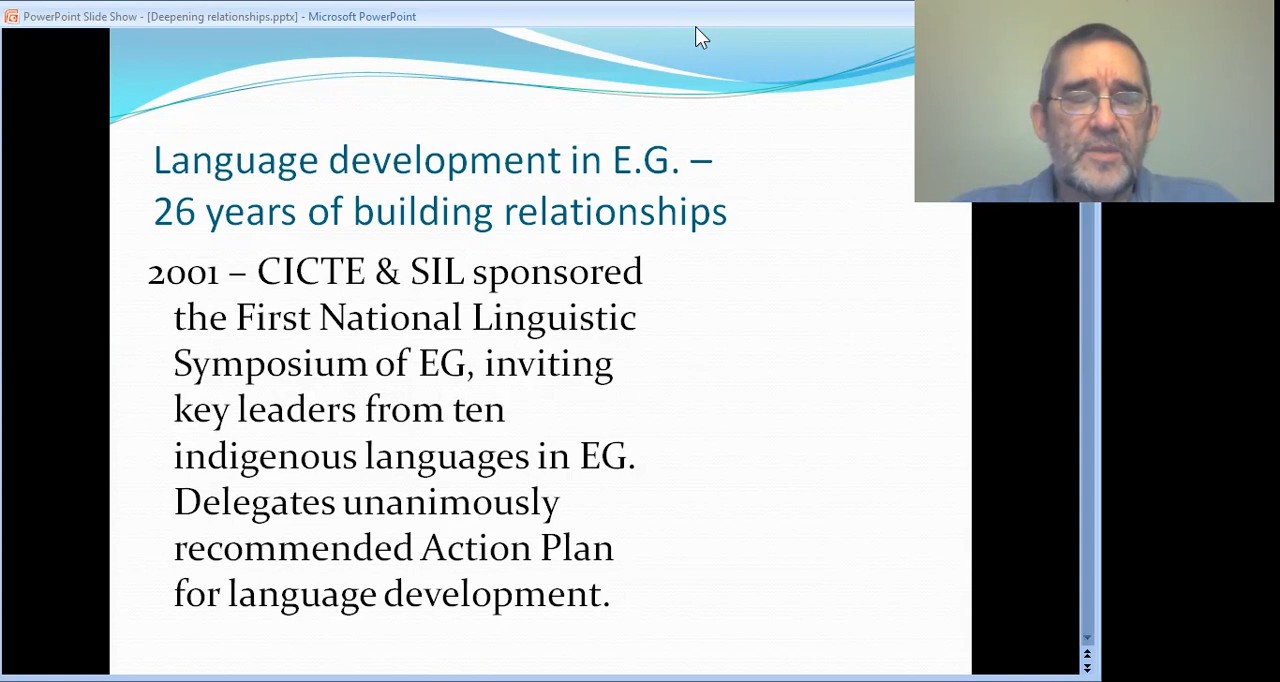 PowerPoint Slide Show - [Deepening relationships.pptx] - Microsoft PowerPoint
Language development in E.G. –
26 years of building relationships
2001 – CICTE & SIL sponsored
the First National Linguistic
Symposium of EG, inviting
key leaders from ten
indigenous languages in EG.
Delegates unanimously
recommended Action Plan
for language development.